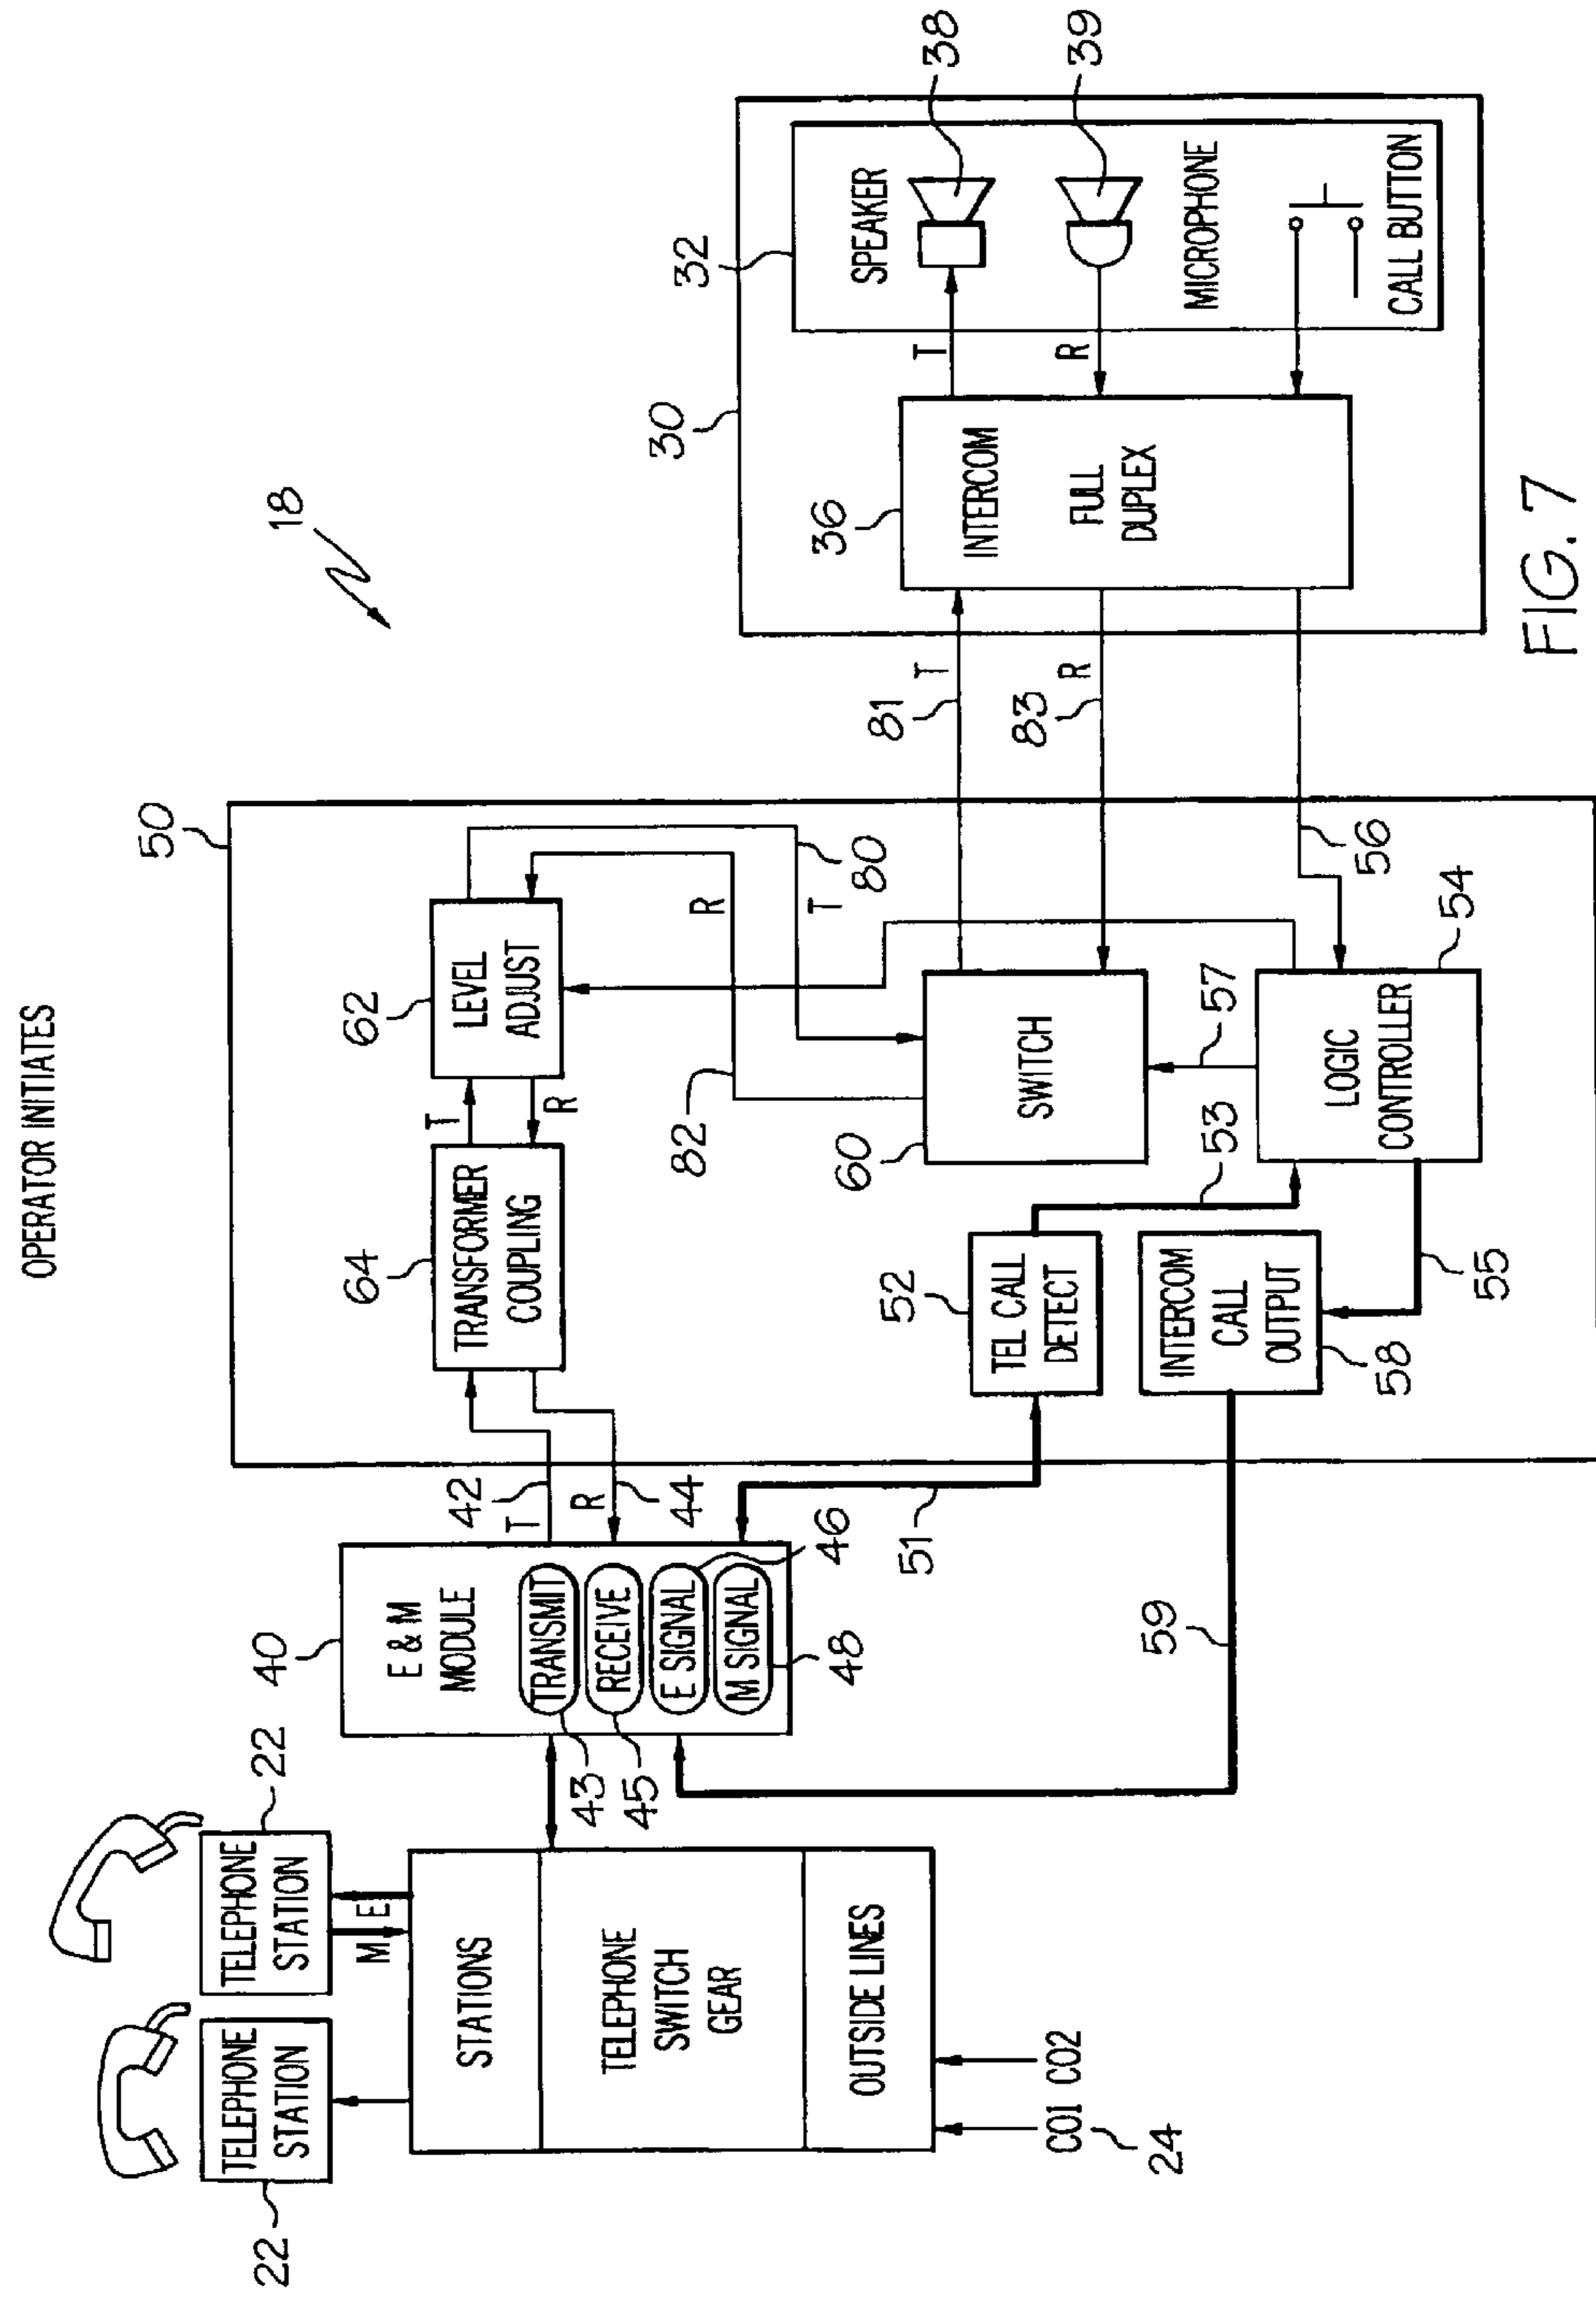 OPERATOR INITIATES
18
22
TELEPHONE
STATION
22
TELEPHONE
STATION
M
E
STATIONS
TELEPHONE
SWITCH
GEAR
OUTSIDE LINES
CO1
CO2
24
40
E & M
MODULE
TRANSMIT
RECEIVE
E SIGNAL
M SIGNAL
43
45
46
48
42
T
R
44
51
59
50
64
TRANSFORMER
COUPLING
T
R
62
LEVEL
ADJUST
R
T
80
82
60
SWITCH
52
TEL CALL
DETECT
53
57
INTERCOM
CALL
OUTPUT
58
55
LOGIC
CONTROLLER
54
56
81
T
83
R
30
36
INTERCOM
FULL
DUPLEX
T
R
32
SPEAKER
38
39
MICROPHONE
CALL BUTTON
FIG. 7